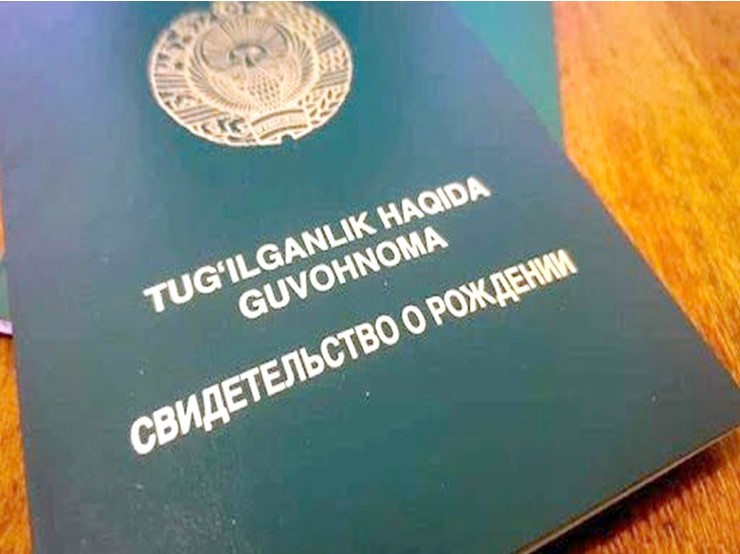 TUG‘ILGANLIK HAQIDA
GUVOHNOMA
СВИДЕТЕЛЬСТВО О РОЖДЕНИИ